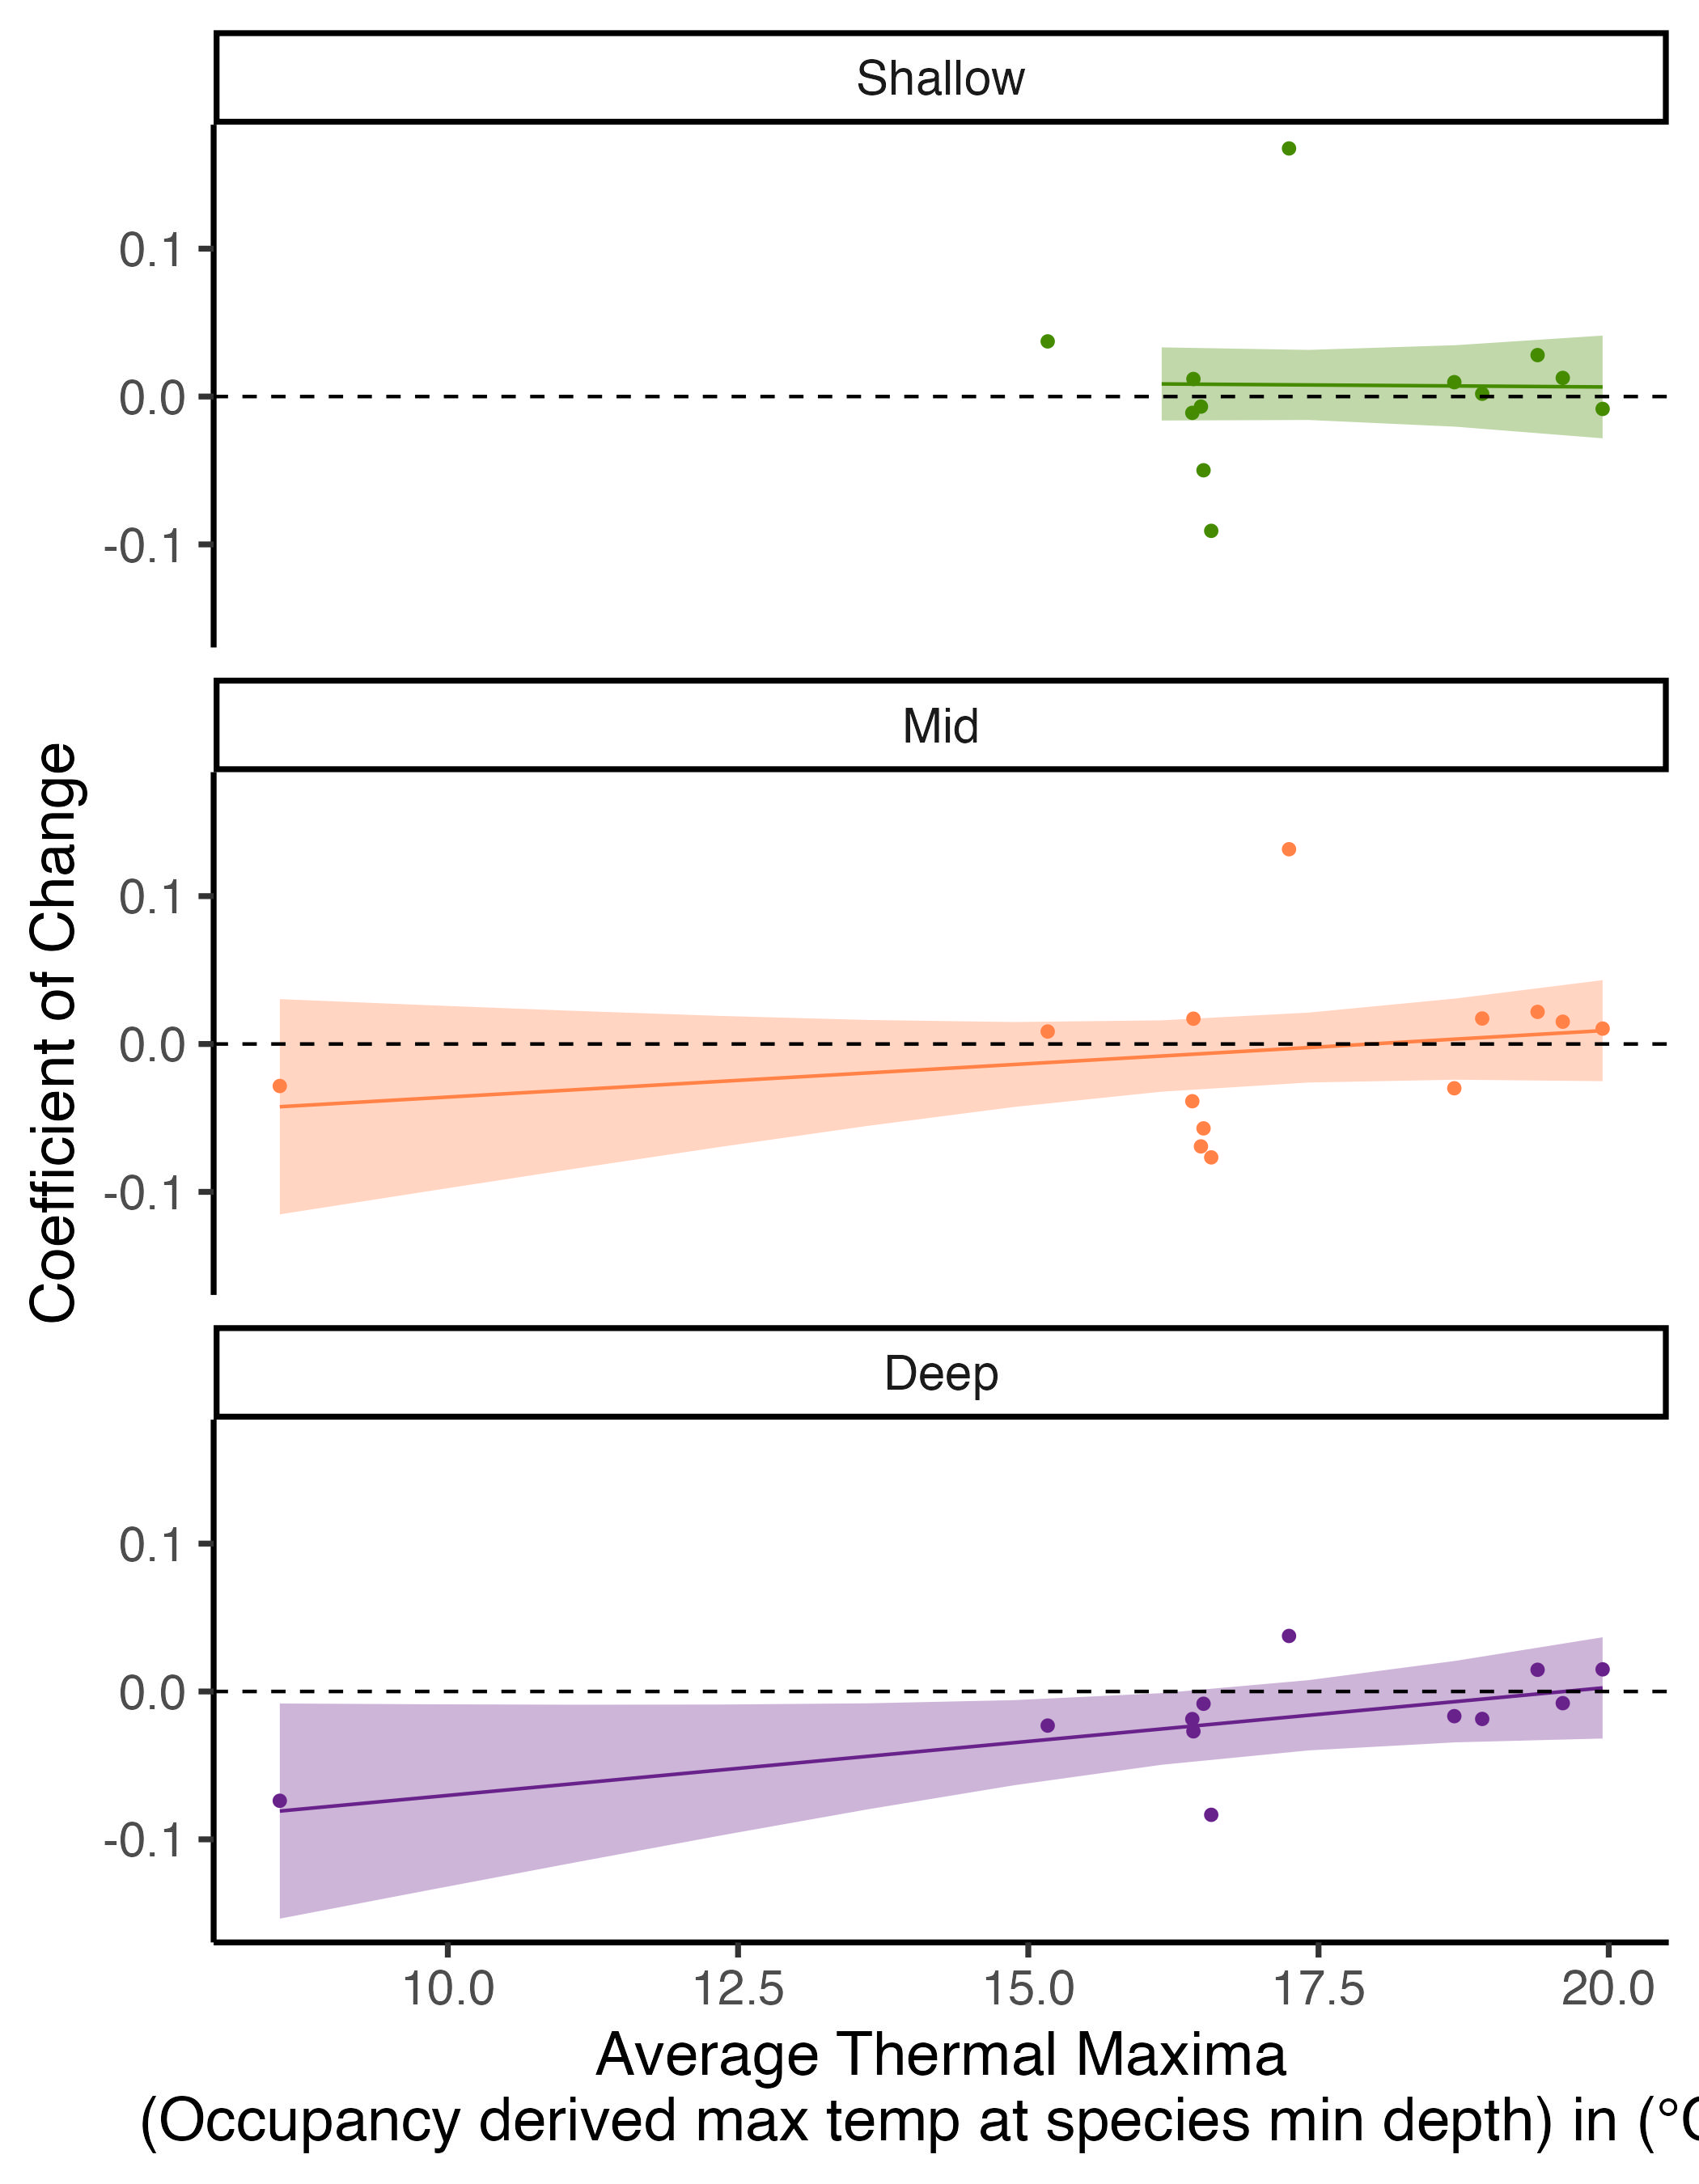 Shallow
0.1
0.0
-0.1
Mid
0.1
0.0
-0.1
Coefficient of Change
Deep
0.1
0.0
-0.1
10.0 12.5 15.0 17.5 20.0
Average Thermal Maxima
(Occupancy derived max temp at species min depth) in (°C